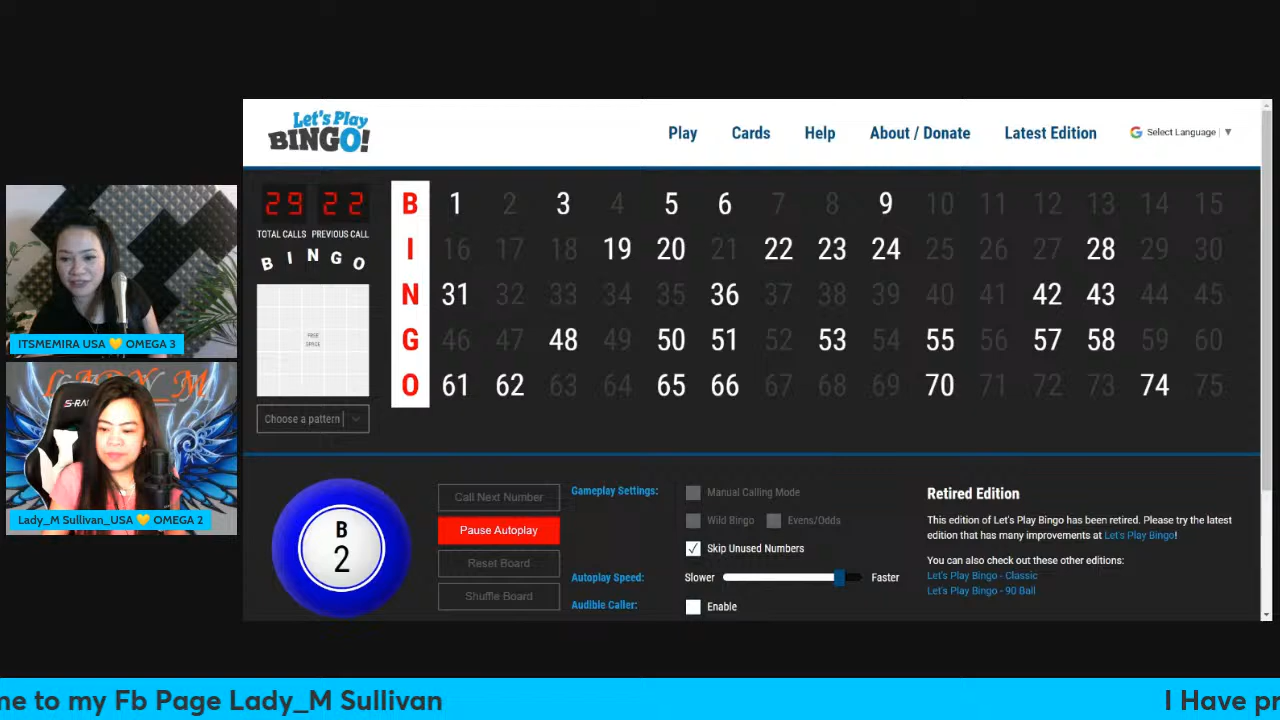 Let's Play
BINGO!
Play
Cards
Help
About / Donate
Latest Edition
Select Language ▼
29 22
TOTAL CALLS PREVIOUS CALL
B I N G O
FREE
SPACE
Choose a pattern
B 1 2 3 4 5 6 7 8 9 10 11 12 13 14 15
I 16 17 18 19 20 21 22 23 24 25 26 27 28 29 30
N 31 32 33 34 35 36 37 38 39 40 41 42 43 44 45
G 46 47 48 49 50 51 52 53 54 55 56 57 58 59 60
O 61 62 63 64 65 66 67 68 69 70 71 72 73 74 75
ITSMEMIRA USA 💛 OMEGA 3
LADY_M
Lady_M Sullivan_USA 💛 OMEGA 2
B
2
Call Next Number
Pause Autoplay
Reset Board
Shuffle Board
Gameplay Settings:
Manual Calling Mode
Wild Bingo Evens/Odds
Skip Unused Numbers
Autoplay Speed:
Slower Faster
Audible Caller:
Enable
Retired Edition
This edition of Let's Play Bingo has been retired. Please try the latest
edition that has many improvements at Let's Play Bingo!
You can also check out these other editions:
Let's Play Bingo - Classic
Let's Play Bingo - 90 Ball
me to my Fb Page Lady_M Sullivan
I Have pr